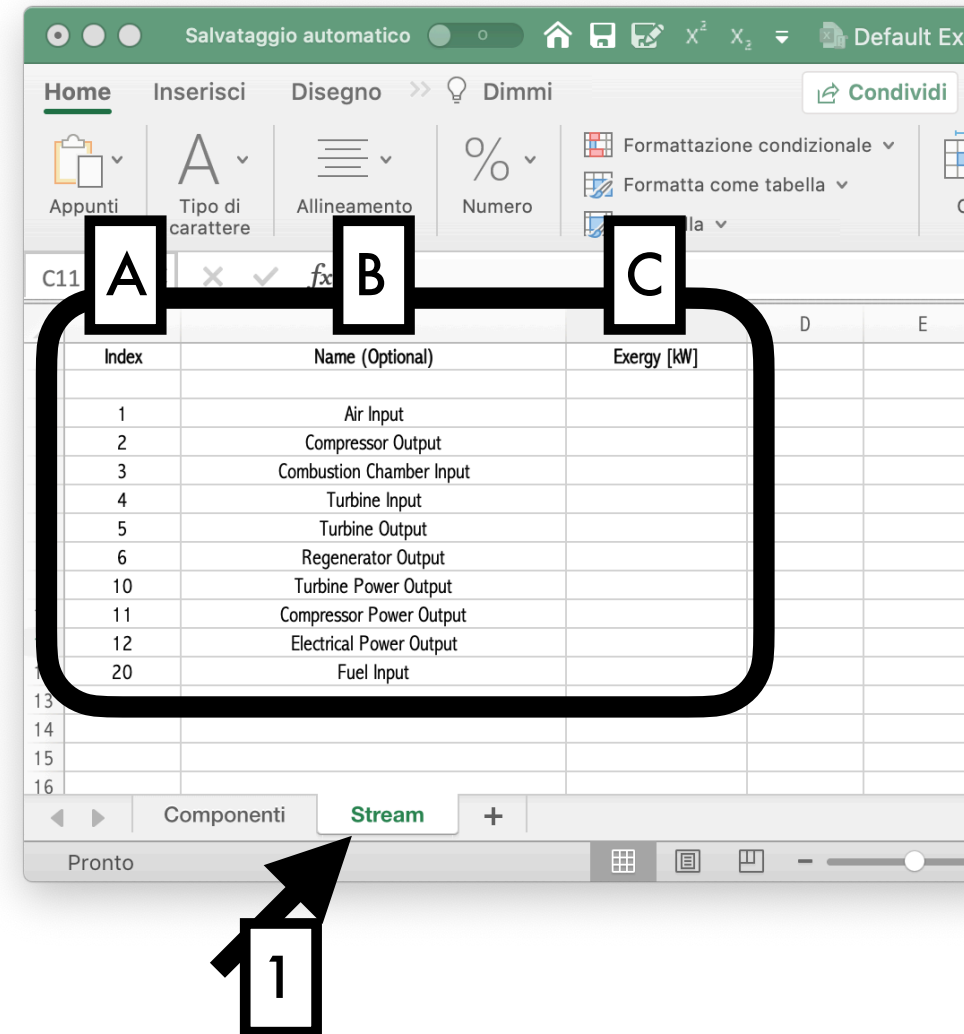 Salvataggio automatico
Home Inserisci Disegno >> Dimmi Condividi
Formattazione condizionale
Formatta come tabella
Appunti Tipo di carattere Allineamento Numero
C11 fx
A B C
D E
Index Name (Optional) Exergy [kW]
1 Air Input
2 Compressor Output
3 Combustion Chamber Input
4 Turbine Input
5 Turbine Output
6 Regenerator Output
10 Turbine Power Output
11 Compressor Power Output
12 Electrical Power Output
20 Fuel Input
13
14
15
16
Componenti Stream +
Pronto
1